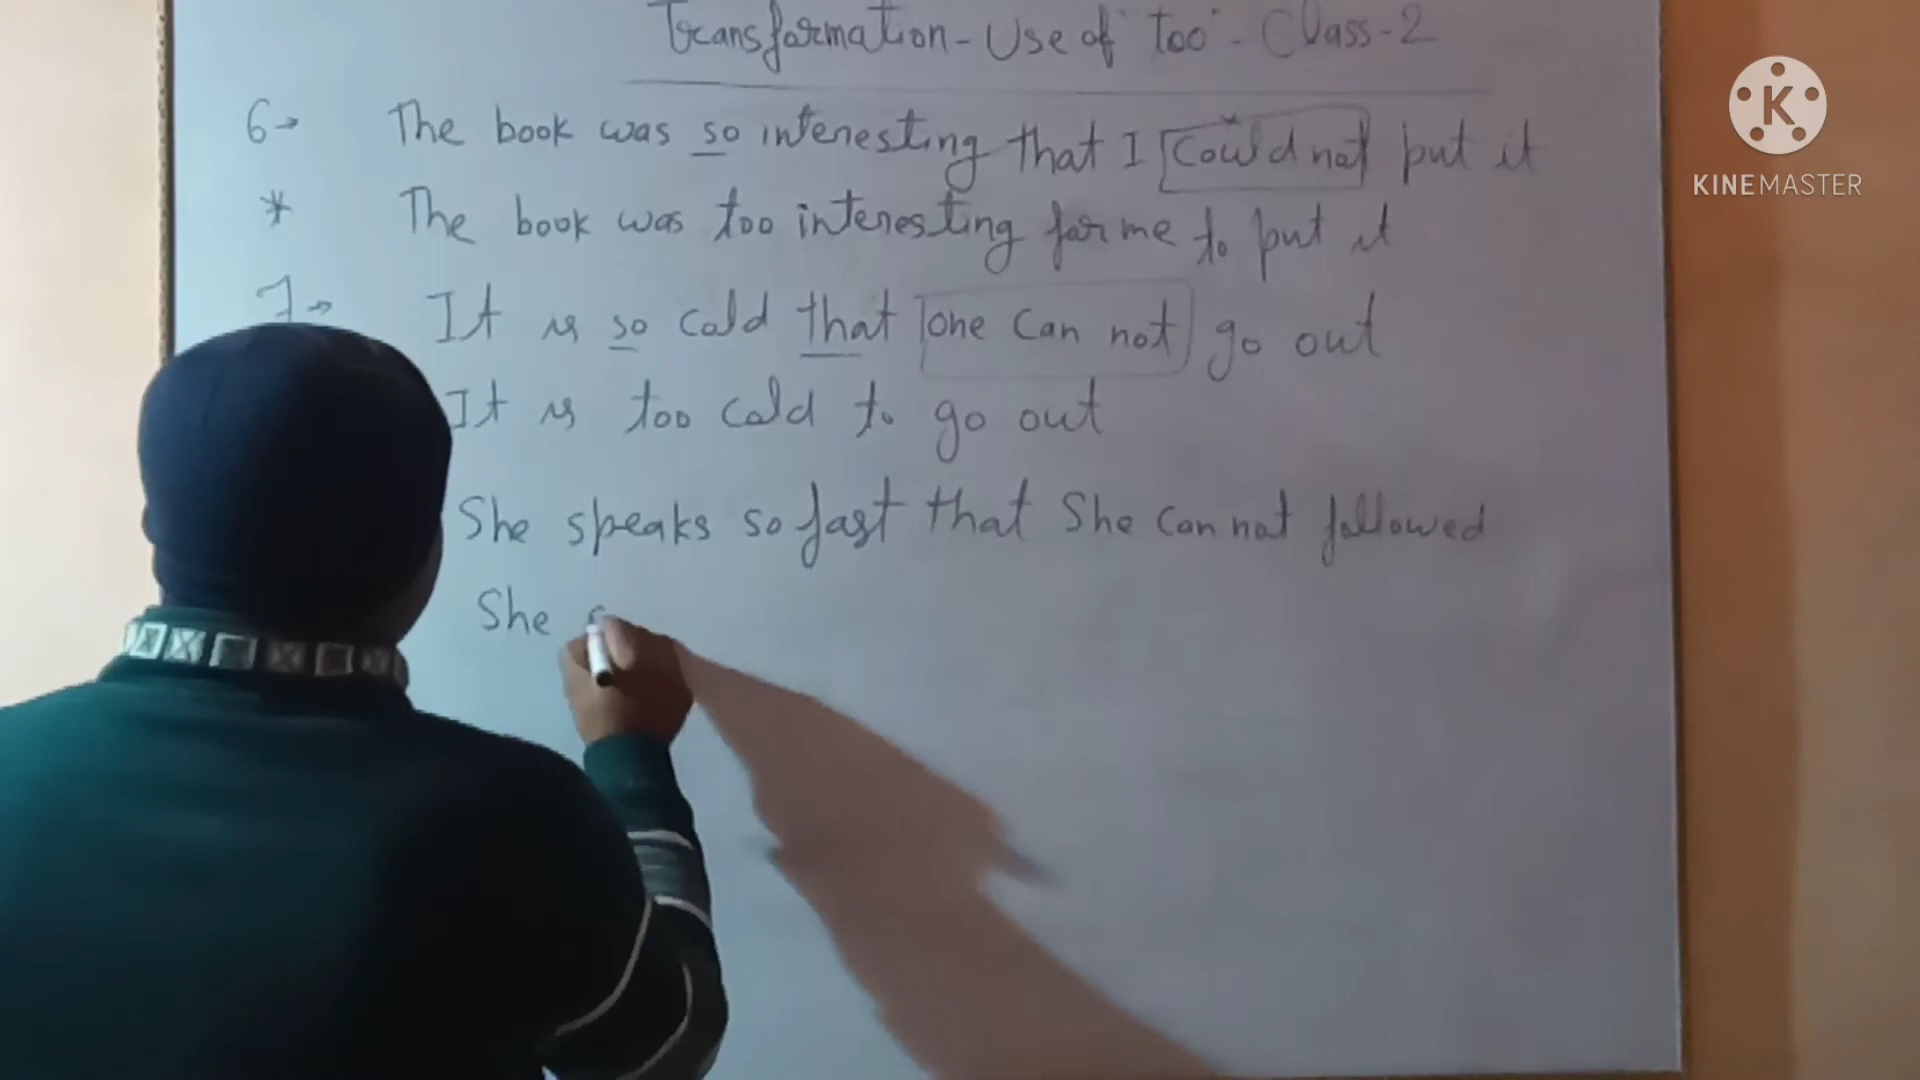 Transformation - Use of "too" - Class-2
6→ The book was so interesting that I could not put it
* The book was too interesting for me to put it
7→ It is so cold that one can not go out
It is too cold to go out
She speaks so fast that She can not followed
She s
K
KINEMASTER